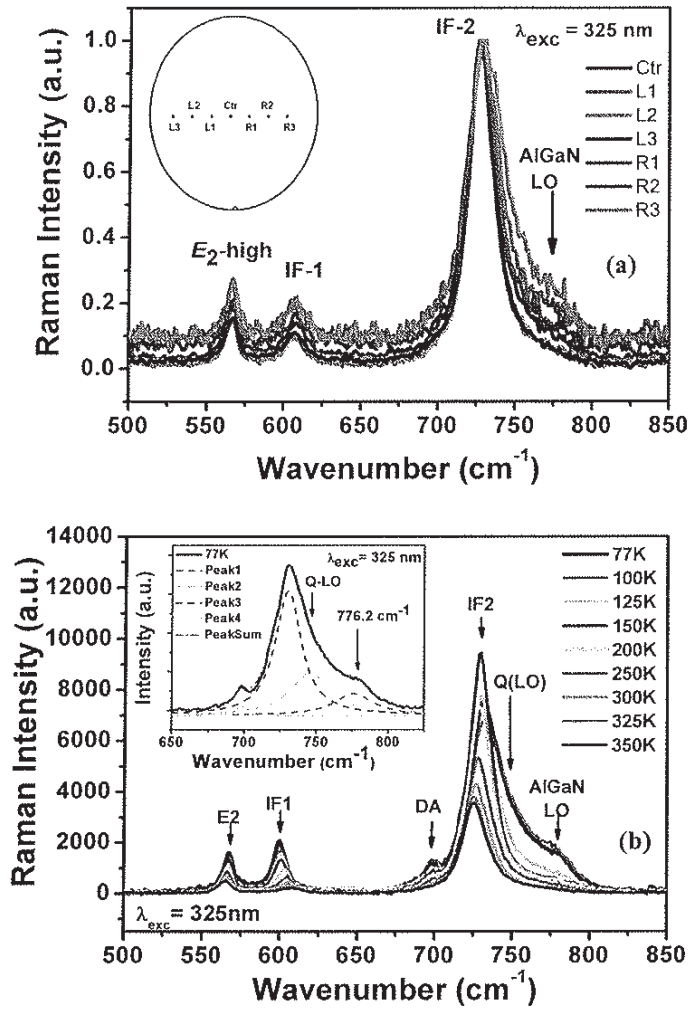 IF-2
λexc = 325 nm
Ctr
L1
L2
L3
R1
R2
R3
L2 Ctr R2
L3 L1 R1 R3
AlGaN
LO
E2-high
IF-1
(a)
Raman Intensity (a.u.)
1.0
0.8
0.6
0.4
0.2
0.0
500 550 600 650 700 750 800 850
Wavenumber (cm-1)
14000
12000
10000
8000
6000
4000
2000
0
Raman Intensity (a.u.)
77K
Peak1
Peak2
Peak3
Peak4
PeakSum
λexc= 325 nm
Q-LO
776.2 cm-1
Intensity (a.u.)
650 700 750 800
Wavenumber (cm-1)
77K
100K
125K
150K
200K
250K
300K
325K
350K
IF2
Q(LO)
AlGaN
LO
DA
E2
IF1
(b)
λexc= 325nm
500 550 600 650 700 750 800 850
Wavenumber (cm-1)